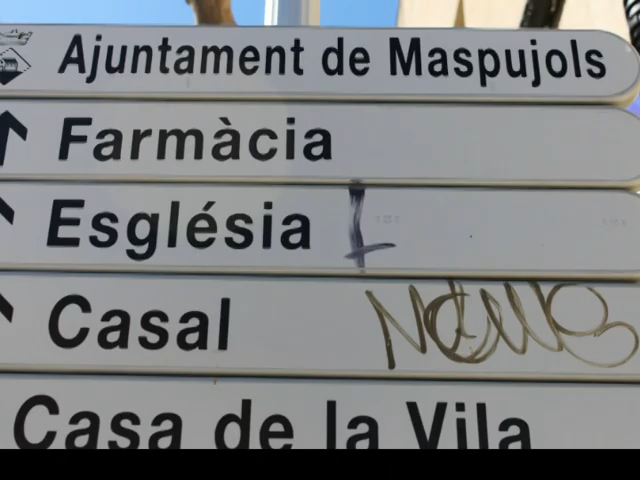 Ajuntament de Maspujols
Farmàcia
Església
Casal
Casa de la Vila